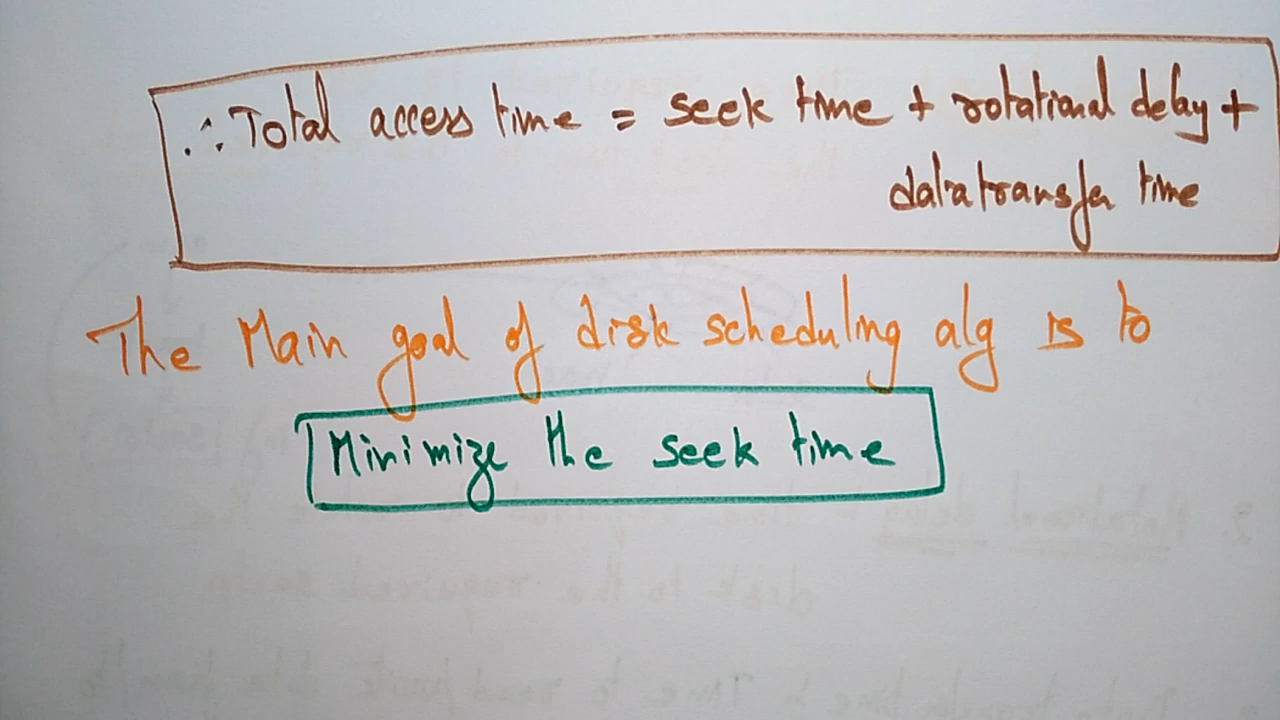 ∴ Total access time = seek time + rotational delay +
data transfer time
The Main goal of disk scheduling alg is to
Minimize the seek time